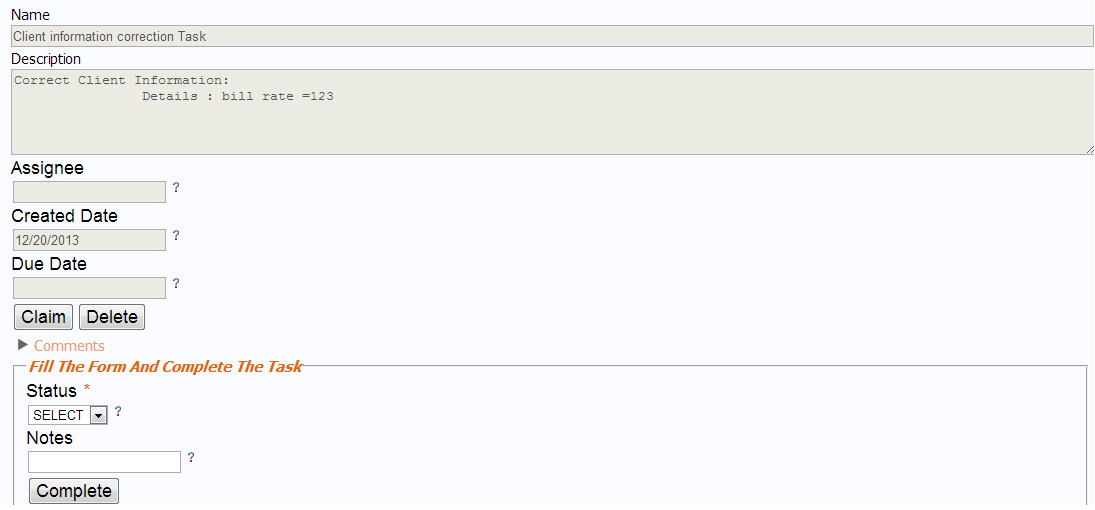 Name
Client information correction Task
Description
Correct Client Information:
Details : bill rate =123
Assignee
?
Created Date
12/20/2013 ?
Due Date
?
Claim Delete
Comments
Fill The Form And Complete The Task
Status *
SELECT ?
Notes
?
Complete